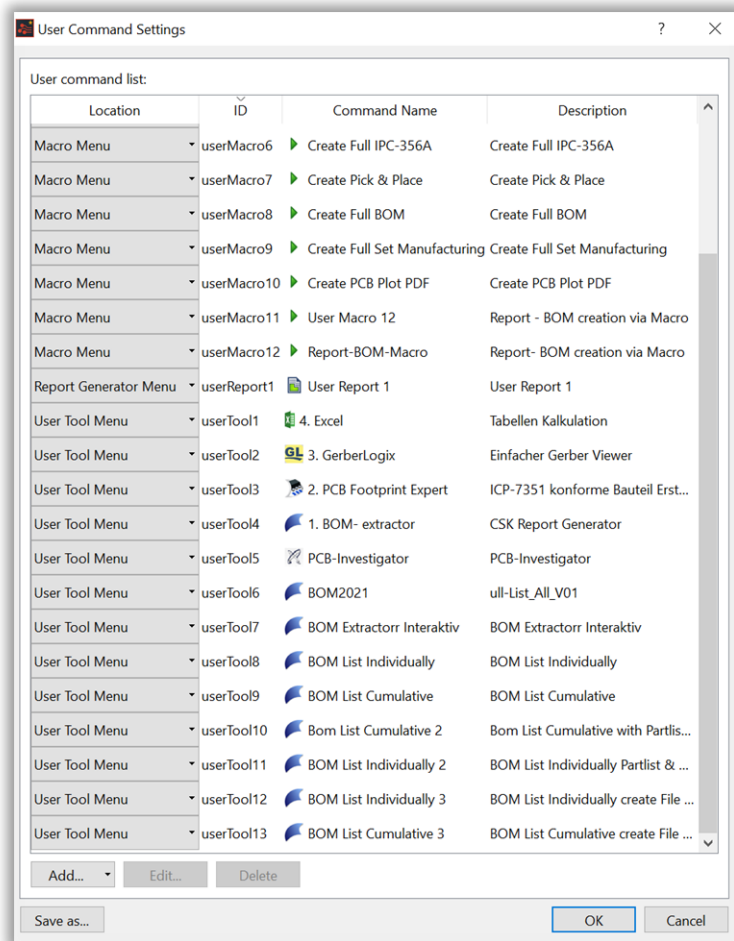 User Command Settings ? ×
User command list:
Location ID Command Name Description
Macro Menu userMacro6 Create Full IPC-356A Create Full IPC-356A
Macro Menu userMacro7 Create Pick & Place Create Pick & Place
Macro Menu userMacro8 Create Full BOM Create Full BOM
Macro Menu userMacro9 Create Full Set Manufacturing Create Full Set Manufacturing
Macro Menu userMacro10 Create PCB Plot PDF Create PCB Plot PDF
Macro Menu userMacro11 User Macro 12 Report - BOM creation via Macro
Macro Menu userMacro12 Report-BOM-Macro Report- BOM creation via Macro
Report Generator Menu userReport1 User Report 1 User Report 1
User Tool Menu userTool1 4. Excel Tabellen Kalkulation
User Tool Menu userTool2 GL 3. GerberLogix Einfacher Gerber Viewer
User Tool Menu userTool3 2. PCB Footprint Expert ICP-7351 konforme Bauteil Erst...
User Tool Menu userTool4 1. BOM- extractor CSK Report Generator
User Tool Menu userTool5 PCB-Investigator PCB-Investigator
User Tool Menu userTool6 BOM2021 ull-List_All_V01
User Tool Menu userTool7 BOM Extractorr Interaktiv BOM Extractorr Interaktiv
User Tool Menu userTool8 BOM List Individually BOM List Individually
User Tool Menu userTool9 BOM List Cumulative BOM List Cumulative
User Tool Menu userTool10 Bom List Cumulative 2 Bom List Cumulative with Partlis...
User Tool Menu userTool11 BOM List Individually 2 BOM List Individually Partlist & ...
User Tool Menu userTool12 BOM List Individually 3 BOM List Individually create File ...
User Tool Menu userTool13 BOM List Cumulative 3 BOM List Cumulative create File ...
Add... Edit... Delete
Save as... OK Cancel